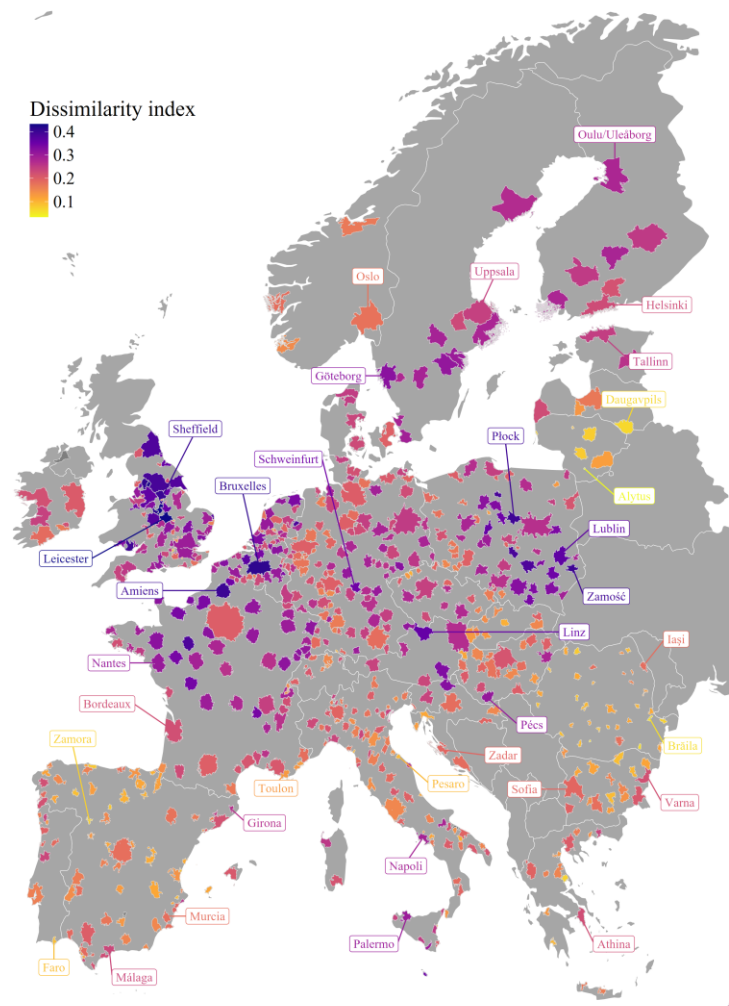 Dissimilarity index
0.4
0.3
0.2
0.1
Oulu/Uleåborg
Oslo
Uppsala
Helsinki
Tallinn
Göteborg
Daugavpils
Sheffield
Płock
Schweinfurt
Bruxelles
Alytus
Lublin
Leicester
Amiens
Zamość
Linz
Iași
Nantes
Bordeaux
Pécs
Zamora
Brăila
Zadar
Toulon
Pesaro
Sofia
Varna
Girona
Napoli
Murcia
Palermo
Athina
Faro
Málaga